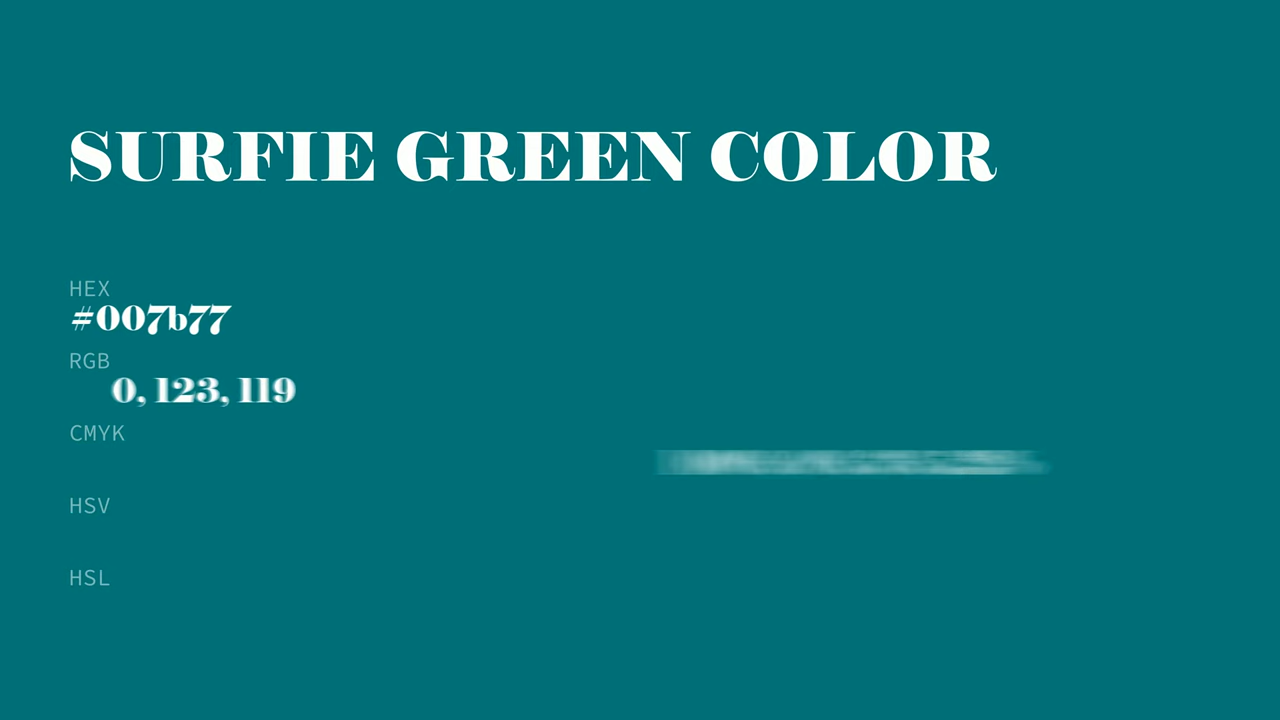 SURFIE GREEN COLOR
HEX
#007b77
RGB
0, 123, 119
CMYK
HSV
HSL